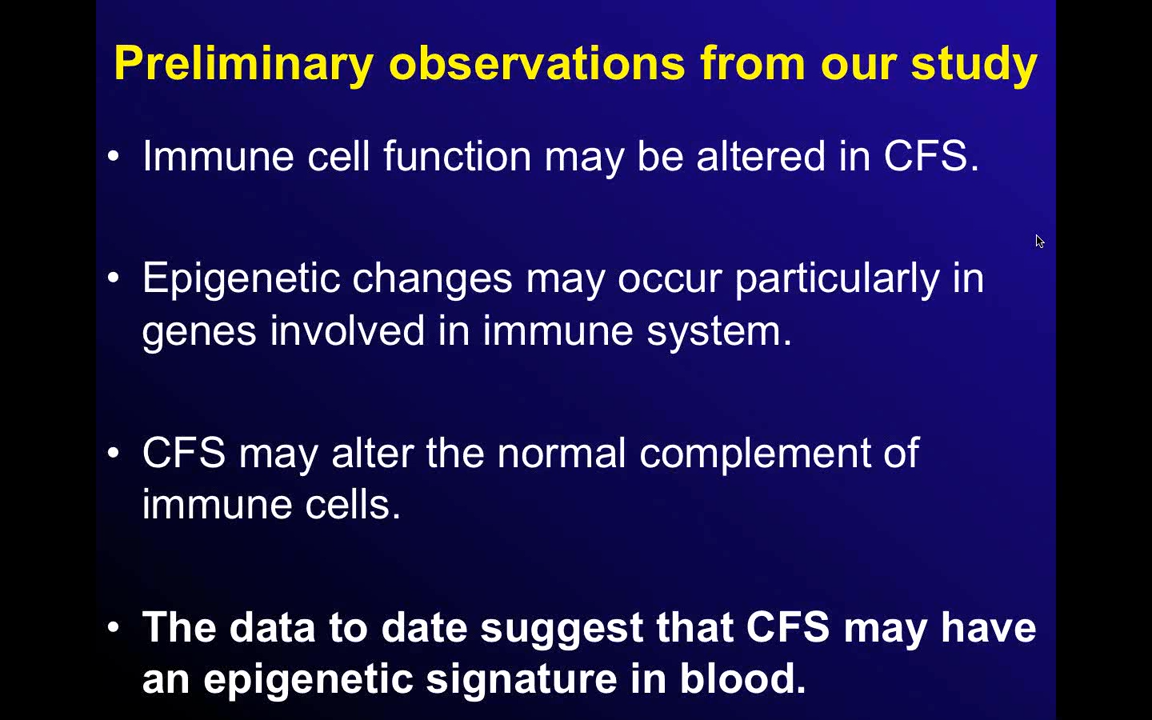 Preliminary observations from our study
• Immune cell function may be altered in CFS.
• Epigenetic changes may occur particularly in
genes involved in immune system.
• CFS may alter the normal complement of
immune cells.
• The data to date suggest that CFS may have
an epigenetic signature in blood.